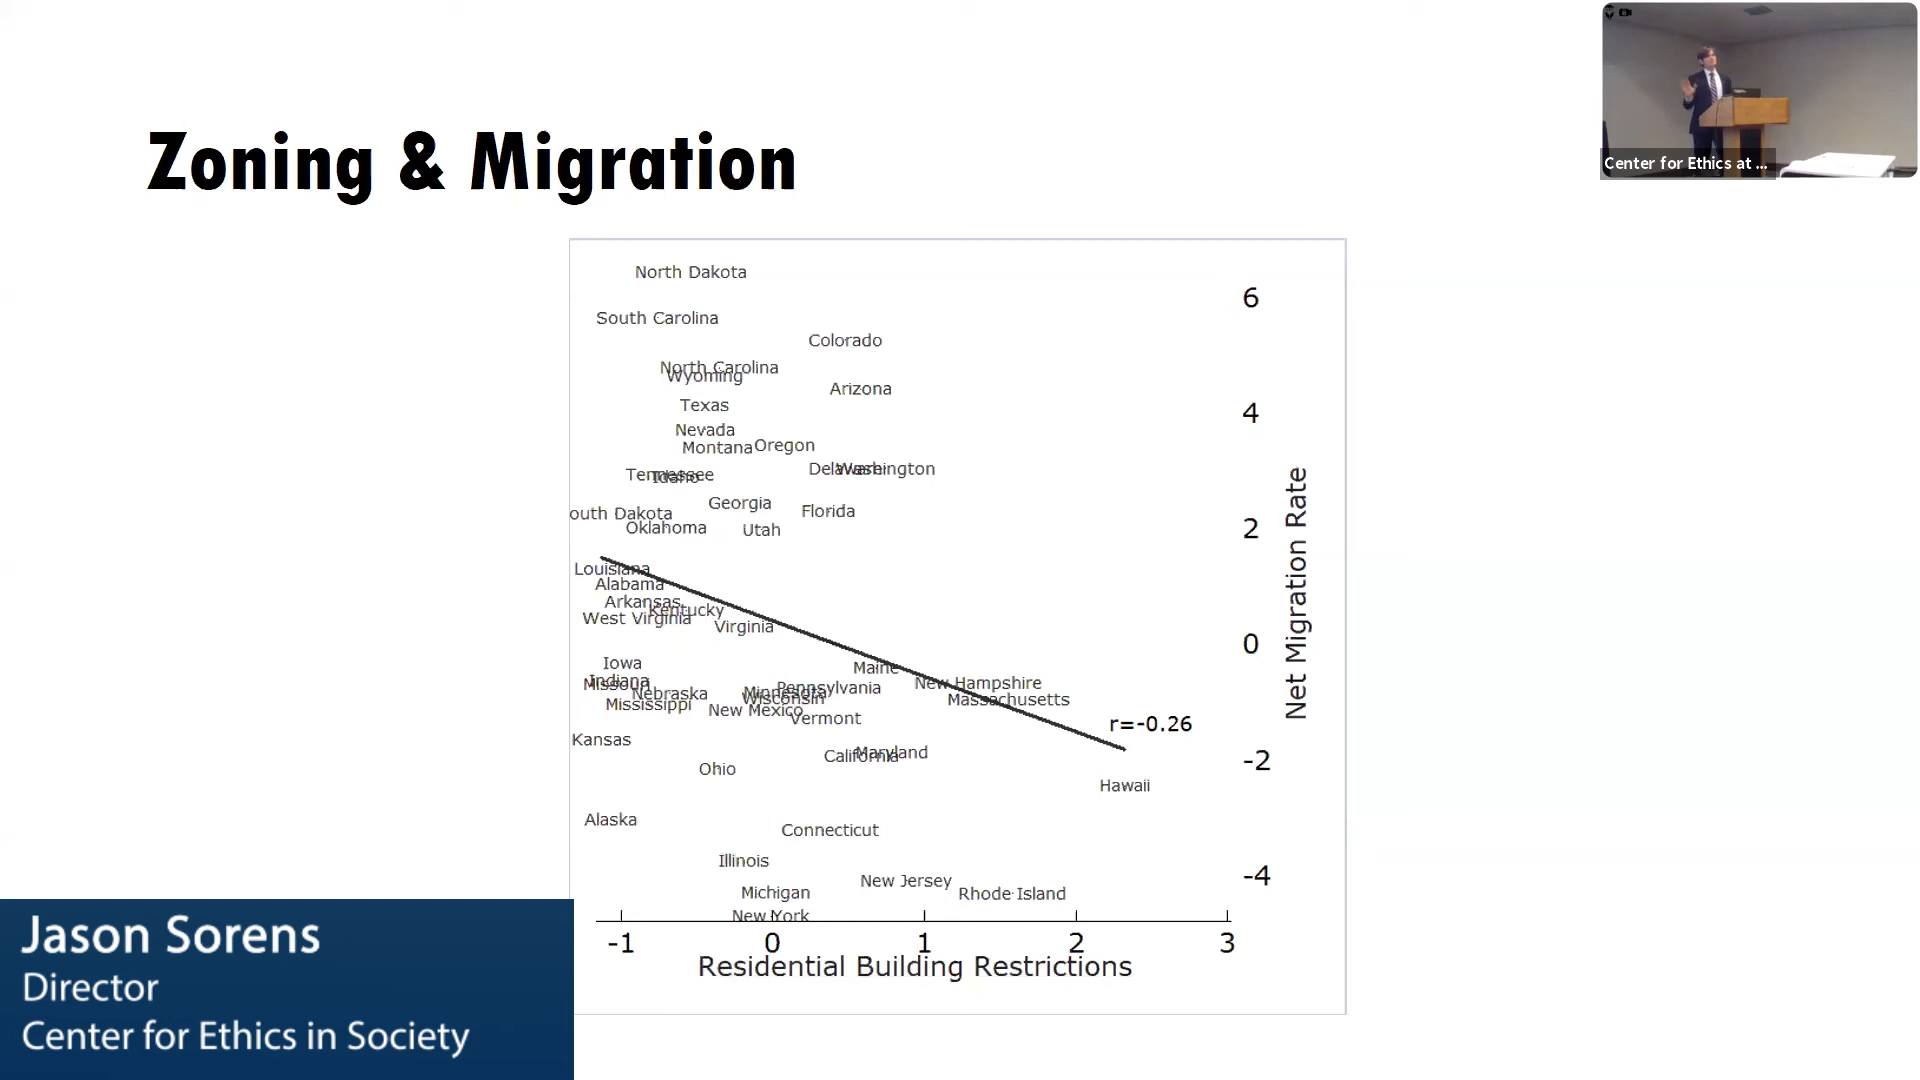 Center for Ethics at ...
Zoning & Migration
North Dakota
6
South Carolina
Colorado
North Carolina
Wyoming
Arizona
Texas
4
Nevada
Montana Oregon
Delaware Washington
Tennessee
Idaho
Georgia
Florida
outh Dakota
Oklahoma
Utah
2
Louisiana
Alabama
Arkansas
Kentucky
West Virginia
Virginia
0
Net Migration Rate
Iowa
Maine
Indiana
Missouri
Nebraska
Pennsylvania
Minnesota
Wisconsin
New Hampshire
Massachusetts
Mississippi
New Mexico
Vermont
r=-0.26
Kansas
California
Maryland
-2
Ohio
Hawaii
Alaska
Connecticut
Illinois
New Jersey
-4
Michigan
Rhode Island
New York
-1 0 1 2 3
Residential Building Restrictions
Jason Sorens
Director
Center for Ethics in Society